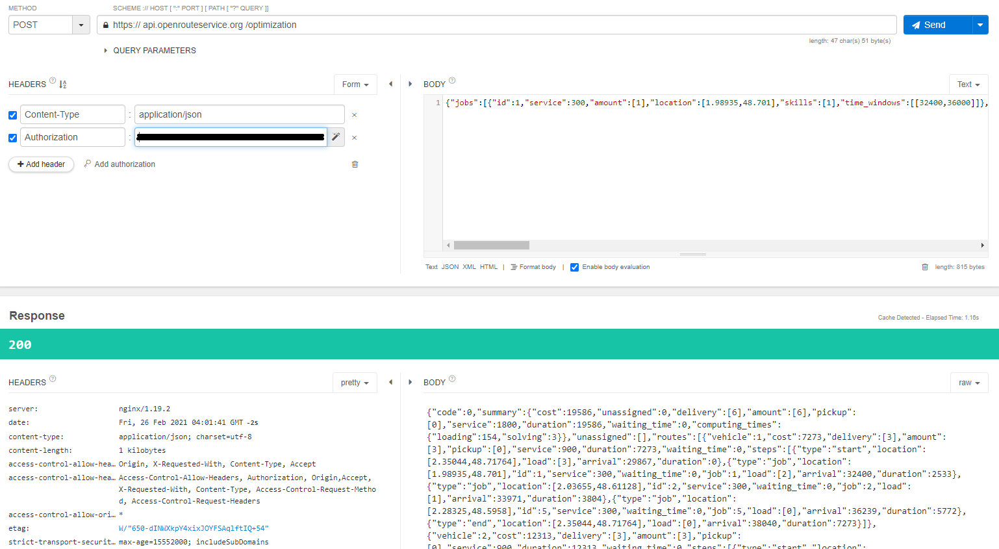 METHOD
SCHEME :// HOST [ ":" PORT ] [ PATH [ "?" QUERY ]]
POST
https:// api.openrouteservice.org /optimization
Send
length: 47 char(s) 51 byte(s)
QUERY PARAMETERS
HEADERS ?
Form
BODY ?
Text
Content-Type : application/json ×
Authorization : ×
+ Add header
Add authorization
1 {"jobs":[{"id":1,"service":300,"amount":[1],"location":[1.98935,48.701],"skills":[1],"time_windows":[[32400,36000]]},
Text JSON XML HTML | Format body | Enable body evaluation
length: 815 bytes
Response
Cache Detected - Elapsed Time: 1.16s
200
HEADERS ?
pretty
BODY ?
raw
server: nginx/1.19.2
date: Fri, 26 Feb 2021 04:01:41 GMT -2s
content-type: application/json; charset=utf-8
content-length: 1 kilobytes
access-control-allow-hea… Origin, X-Requested-With, Content-Type, Accept
access-control-allow-hea… Access-Control-Allow-Headers, Authorization, Origin,Accept,
X-Requested-With, Content-Type, Access-Control-Request-Metho
d, Access-Control-Request-Headers
access-control-allow-ori… *
etag: W/"650-dINWXkpY4xixJOYFSAqlftIQ+54"
strict-transport-securit… max-age=15552000; includeSubDomains
{"code":0,"summary":{"cost":19586,"unassigned":0,"delivery":[6],"amount":[6],"pickup":
[0],"service":1800,"duration":19586,"waiting_time":0,"computing_times":
{"loading":154,"solving":3}},"unassigned":[],"routes":[{"vehicle":1,"cost":7273,"delivery":[3],"amount":
[3],"pickup":[0],"service":900,"duration":7273,"waiting_time":0,"steps":[{"type":"start","location":
[2.35044,48.71764],"load":[3],"arrival":29867,"duration":0},{"type":"job","location":
[1.98935,48.701],"id":1,"service":300,"waiting_time":0,"job":1,"load":[2],"arrival":32400,"duration":2533},
{"type":"job","location":[2.03655,48.61128],"id":2,"service":300,"waiting_time":0,"job":2,"load":
[1],"arrival":33971,"duration":3804},{"type":"job","location":
[2.28325,48.5958],"id":5,"service":300,"waiting_time":0,"job":5,"load":[0],"arrival":36239,"duration":5772},
{"type":"end","location":[2.35044,48.71764],"load":[0],"arrival":38040,"duration":7273}]},
{"vehicle":2,"cost":12313,"delivery":[3],"amount":[3],"pickup":
[0],"service":900,"duration":12313,"waiting_time":0,"steps":[{"type":"start","location":